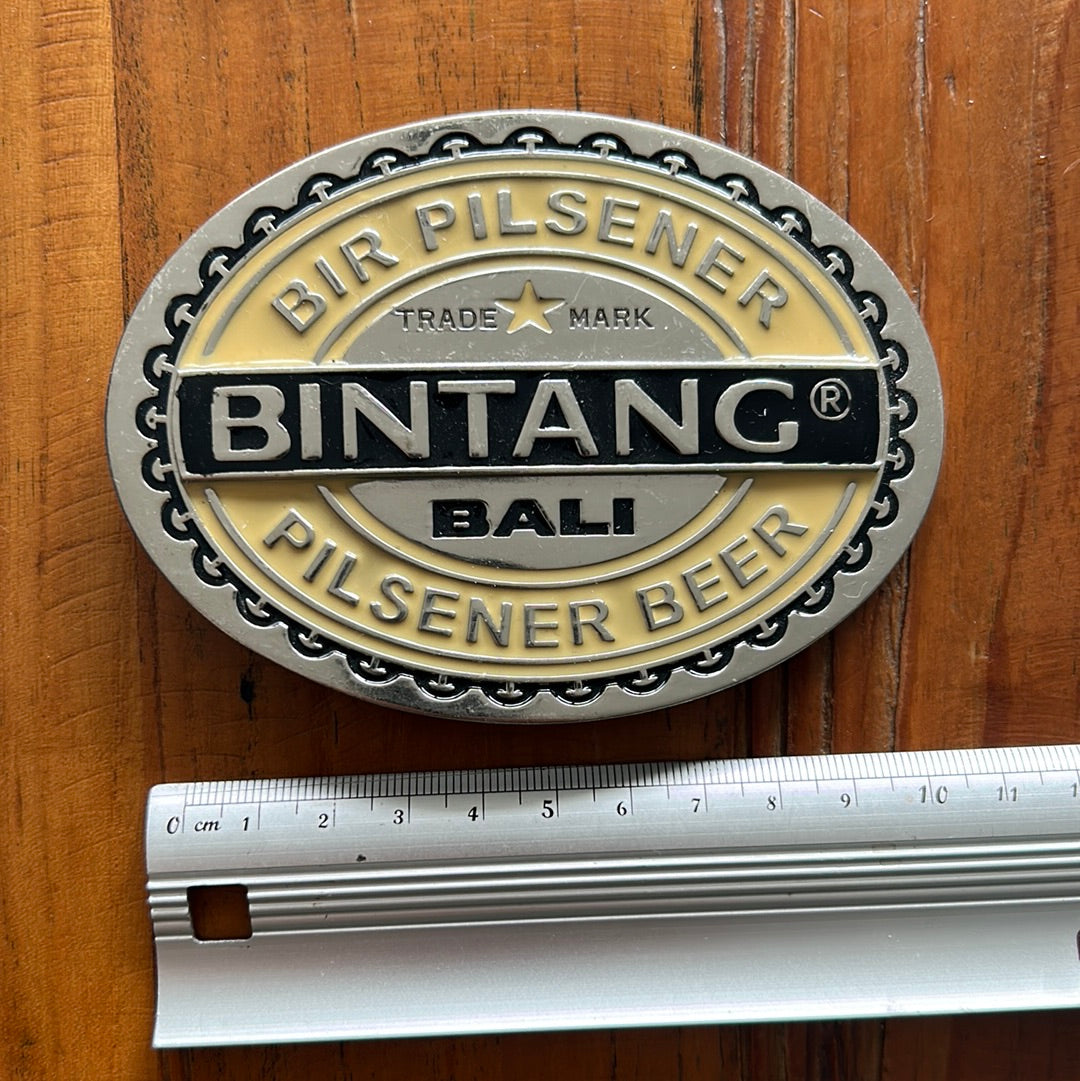 BIR PILSENER
TRADE ★ MARK
BINTANG®
BALI
PILSENER BEER
0 cm 1 2 3 4 5 6 7 8 9 10 11